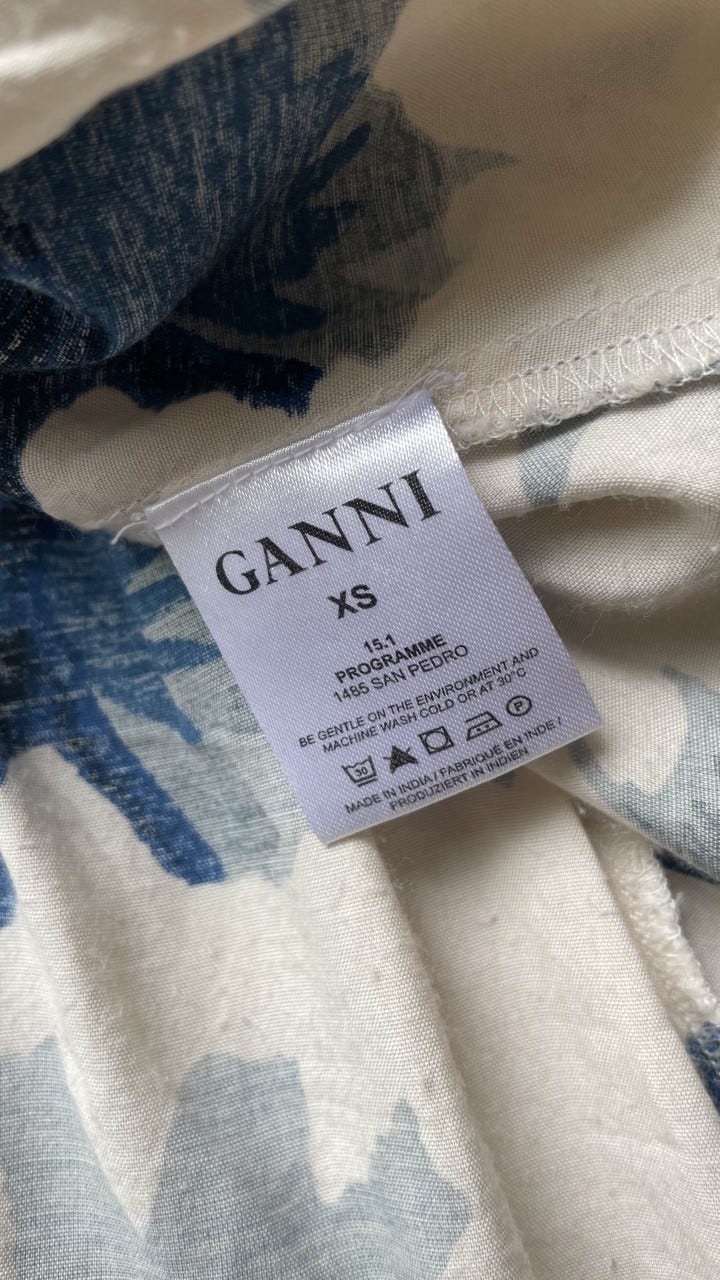 GANNI
XS
15.1
PROGRAMME
1485 SAN PEDRO
BE GENTLE ON THE ENVIRONMENT AND
MACHINE WASH COLD OR AT 30°C
30 P
MADE IN INDIA / FABRIQUÉ EN INDE /
PRODUZIERT IN INDIEN